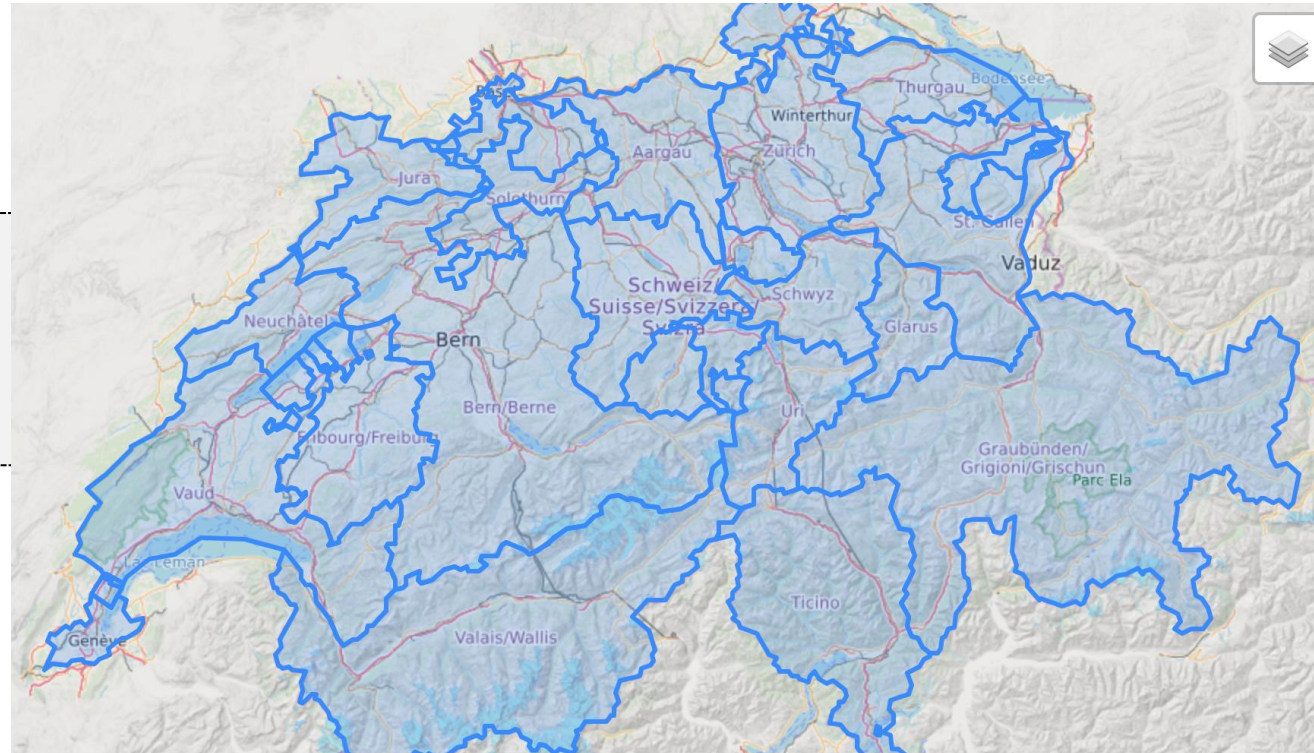 Bodensee
Thurgau
Basel
Winterthur
Aargau
Zürich
Jura
Solothurn
St. Gallen
Vaduz
Schweiz/
Suisse/Svizzera/
Svizra
Schwyz
Neuchâtel
Glarus
Bern
Bern/Berne
Uri
Fribourg/Freiburg
Graubünden/
Grigioni/Grischun
Parc Ela
Vaud
Lac Léman
Ticino
Genève
Valais/Wallis